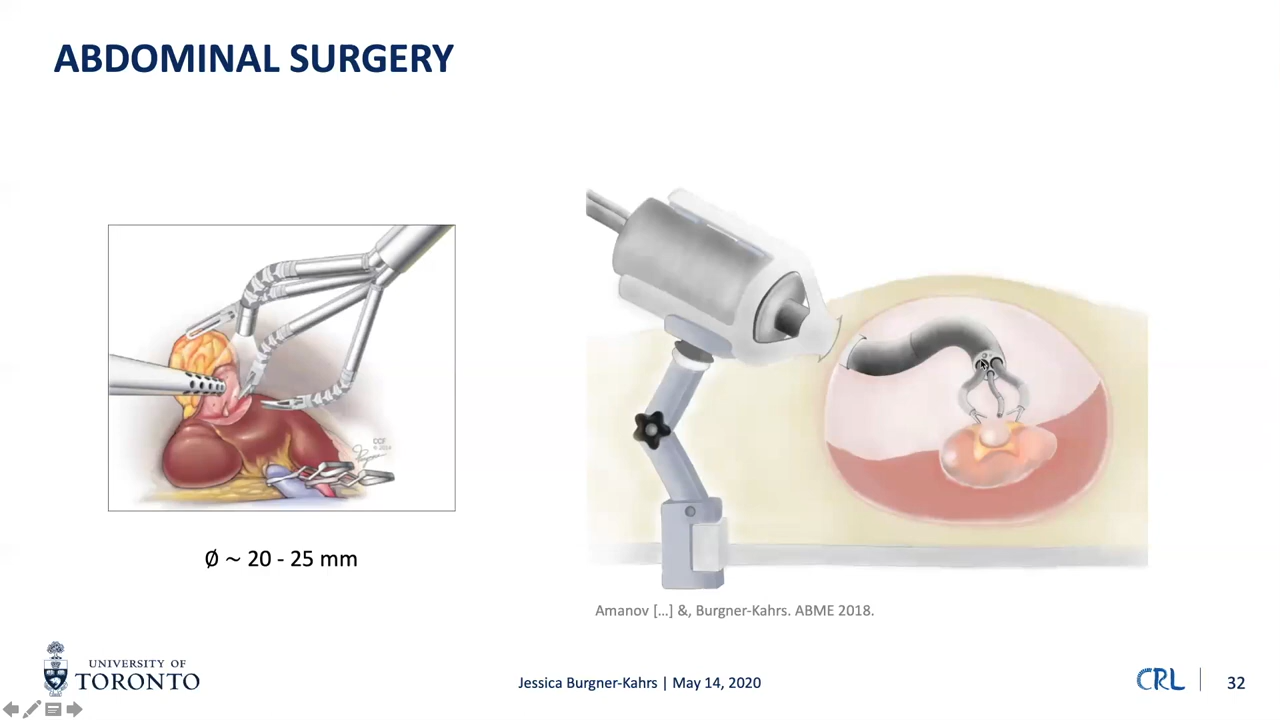 ABDOMINAL SURGERY
CCF
Ø ~ 20 - 25 mm
Amanov [...] &, Burgner-Kahrs. ABME 2018.
UNIVERSITY OF
TORONTO
Jessica Burgner-Kahrs | May 14, 2020
CRL
32